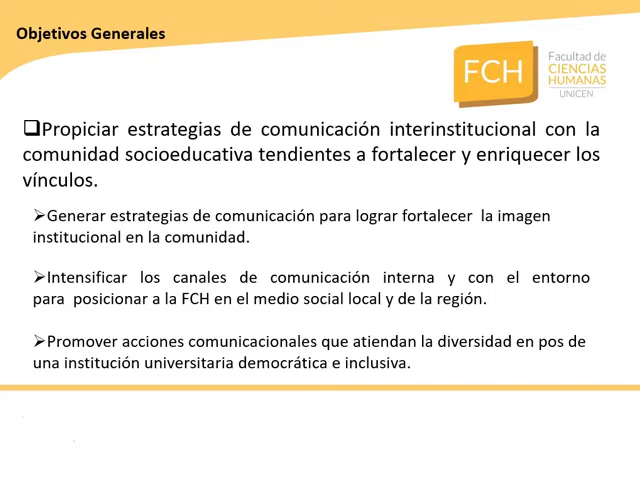 Objetivos Generales
FCH
Facultad de
CIENCIAS
HUMANAS
UNICEN
❑Propiciar estrategias de comunicación interinstitucional con la
comunidad socioeducativa tendientes a fortalecer y enriquecer los
vínculos.
➢Generar estrategias de comunicación para lograr fortalecer  la imagen
institucional en la comunidad.
➢Intensificar los canales de comunicación interna y con el entorno
para  posicionar a la FCH en el medio social local y de la región.
➢Promover acciones comunicacionales que atiendan la diversidad en pos de
una institución universitaria democrática e inclusiva.